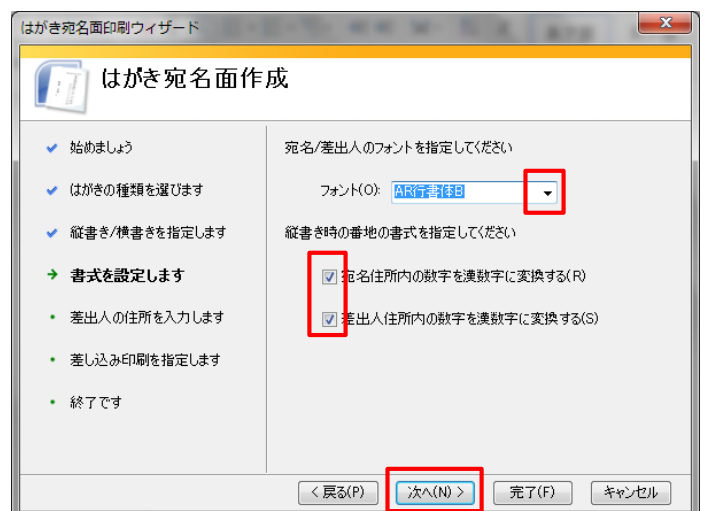 はがき宛名面印刷ウィザード
はがき宛名面作成
始めましょう
はがきの種類を選びます
縦書き/横書きを指定します
書式を設定します
差出人の住所を入力します
差し込み印刷を指定します
終了です
宛名/差出人のフォントを指定してください
フォント(O): AR行書体B
縦書き時の番地の書式を指定してください
宛名住所内の数字を漢数字に変換する(R)
差出人住所内の数字を漢数字に変換する(S)
< 戻る(P) 次へ(N) > 完了(F) キャンセル